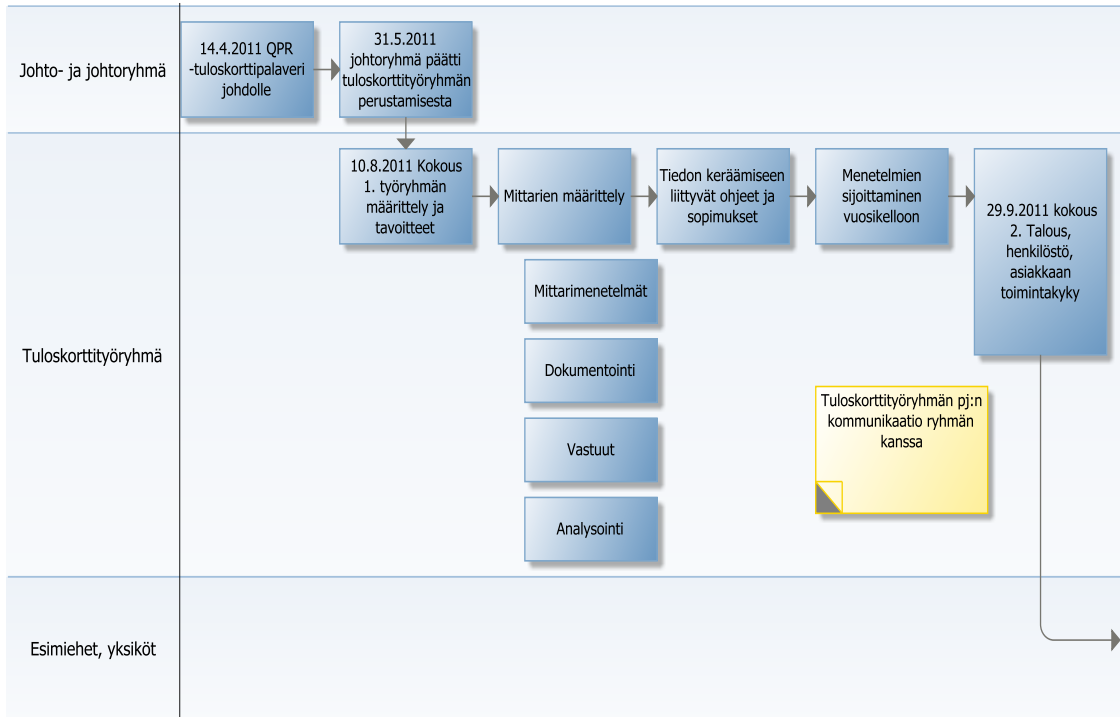 Johto- ja johtoryhmä
14.4.2011 QPR
-tuloskorttipalaveri
johdolle
31.5.2011
johtoryhmä päätti
tuloskorttityöryhmän
perustamisesta
Tuloskorttityöryhmä
10.8.2011 Kokous
1. työryhmän
määrittely ja
tavoitteet
Mittarien määrittely
Tiedon keräämiseen
liittyvät ohjeet ja
sopimukset
Menetelmien
sijoittaminen
vuosikelloon
29.9.2011 kokous
2. Talous,
henkilöstö,
asiakkaan
toimintakyky
Mittarimenetelmät
Dokumentointi
Vastuut
Analysointi
Tuloskorttityöryhmän pj:n
kommunikaatio ryhmän
kanssa
Esimiehet, yksiköt